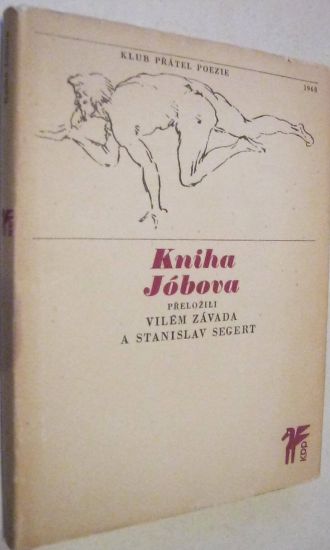 KLUB PŘÁTEL POEZIE 1968
Kniha
Jóbova
PŘELOŽILI
VILÉM ZÁVADA
A STANISLAV SEGERT
KPP